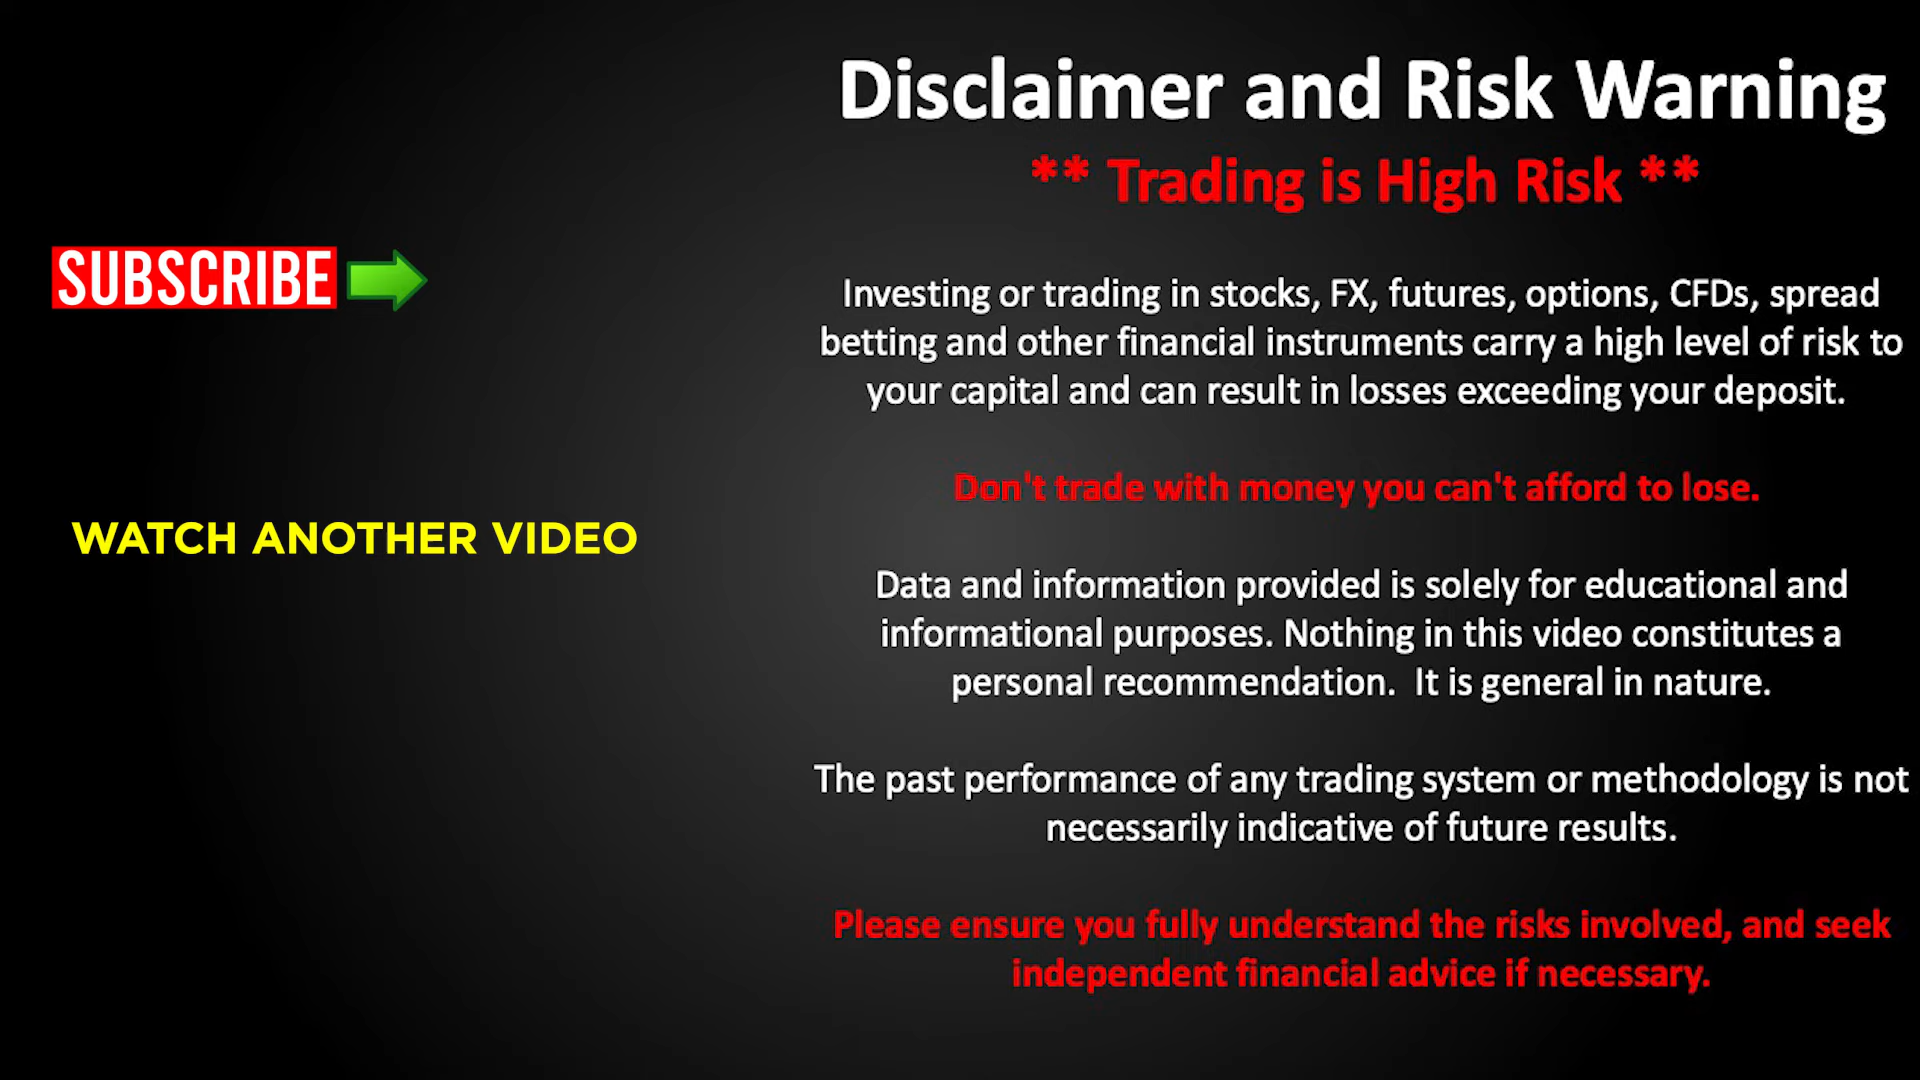 Disclaimer and Risk Warning
** Trading is High Risk **
SUBSCRIBE
Investing or trading in stocks, FX, futures, options, CFDs, spread
betting and other financial instruments carry a high level of risk to
your capital and can result in losses exceeding your deposit.
Don't trade with money you can't afford to lose.
WATCH ANOTHER VIDEO
Data and information provided is solely for educational and
informational purposes. Nothing in this video constitutes a
personal recommendation.  It is general in nature.
The past performance of any trading system or methodology is not
necessarily indicative of future results.
Please ensure you fully understand the risks involved, and seek
independent financial advice if necessary.